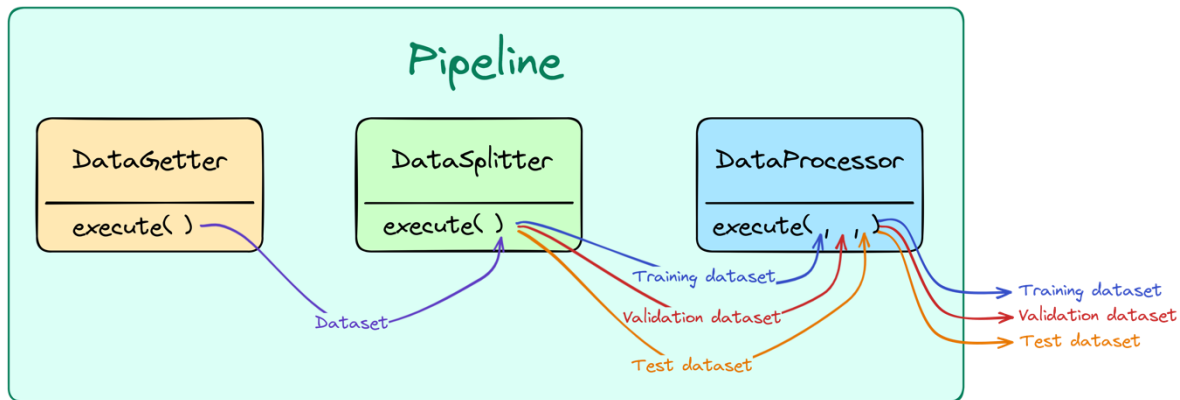 Pipeline
DataGetter
execute( )
DataSplitter
execute( )
DataProcessor
execute( , , )
Dataset
Training dataset
Validation dataset
Test dataset
Training dataset
Validation dataset
Test dataset